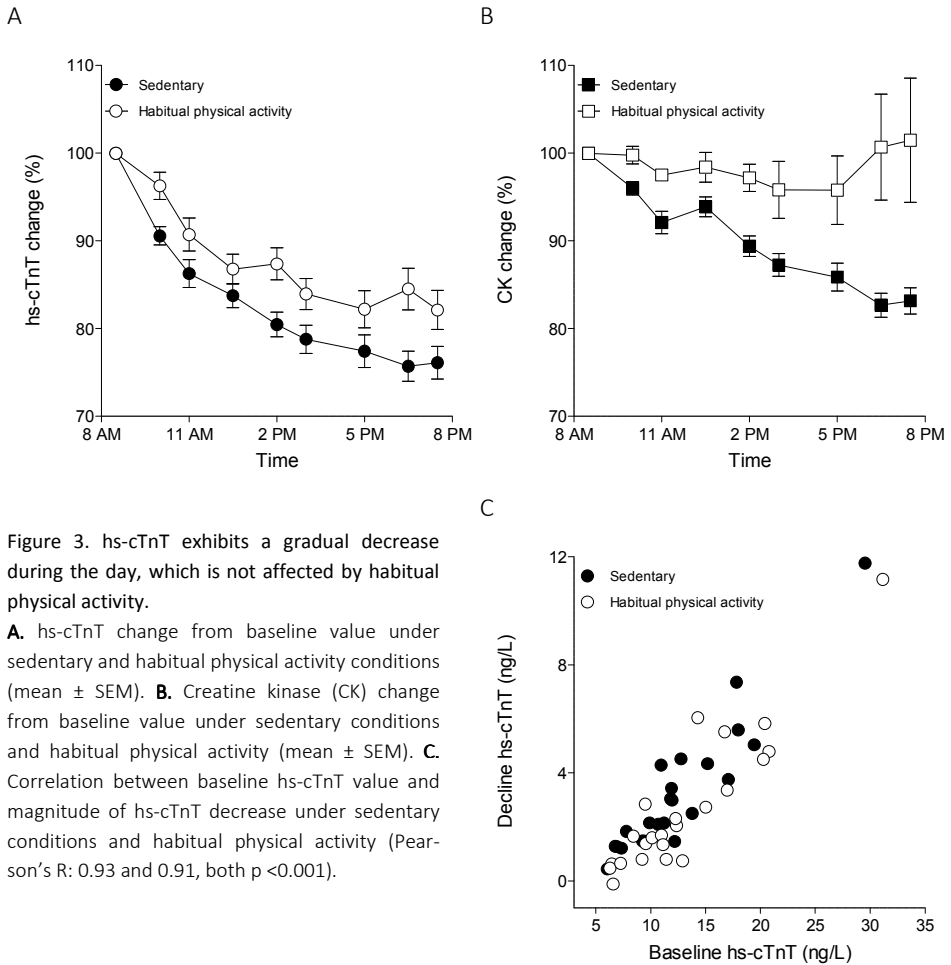 A
110
Sedentary
Habitual physical activity
100
90
80
70
hs-cTnT change (%)
8 AM
11 AM
2 PM
5 PM
8 PM
Time
B
110
Sedentary
Habitual physical activity
100
90
80
70
CK change (%)
8 AM
11 AM
2 PM
5 PM
8 PM
Time
Figure 3. hs-cTnT exhibits a gradual decrease
during the day, which is not affected by habitual
physical activity.
A. hs-cTnT change from baseline value under
sedentary and habitual physical activity conditions
(mean ± SEM). B. Creatine kinase (CK) change
from baseline value under sedentary conditions
and habitual physical activity (mean ± SEM). C.
Correlation between baseline hs-cTnT value and
magnitude of hs-cTnT decrease under sedentary
conditions and habitual physical activity (Pear-
son’s R: 0.93 and 0.91, both p <0.001).
C
12
Sedentary
Habitual physical activity
8
4
0
Decline hs-cTnT (ng/L)
5
10
15
20
25
30
35
Baseline hs-cTnT (ng/L)